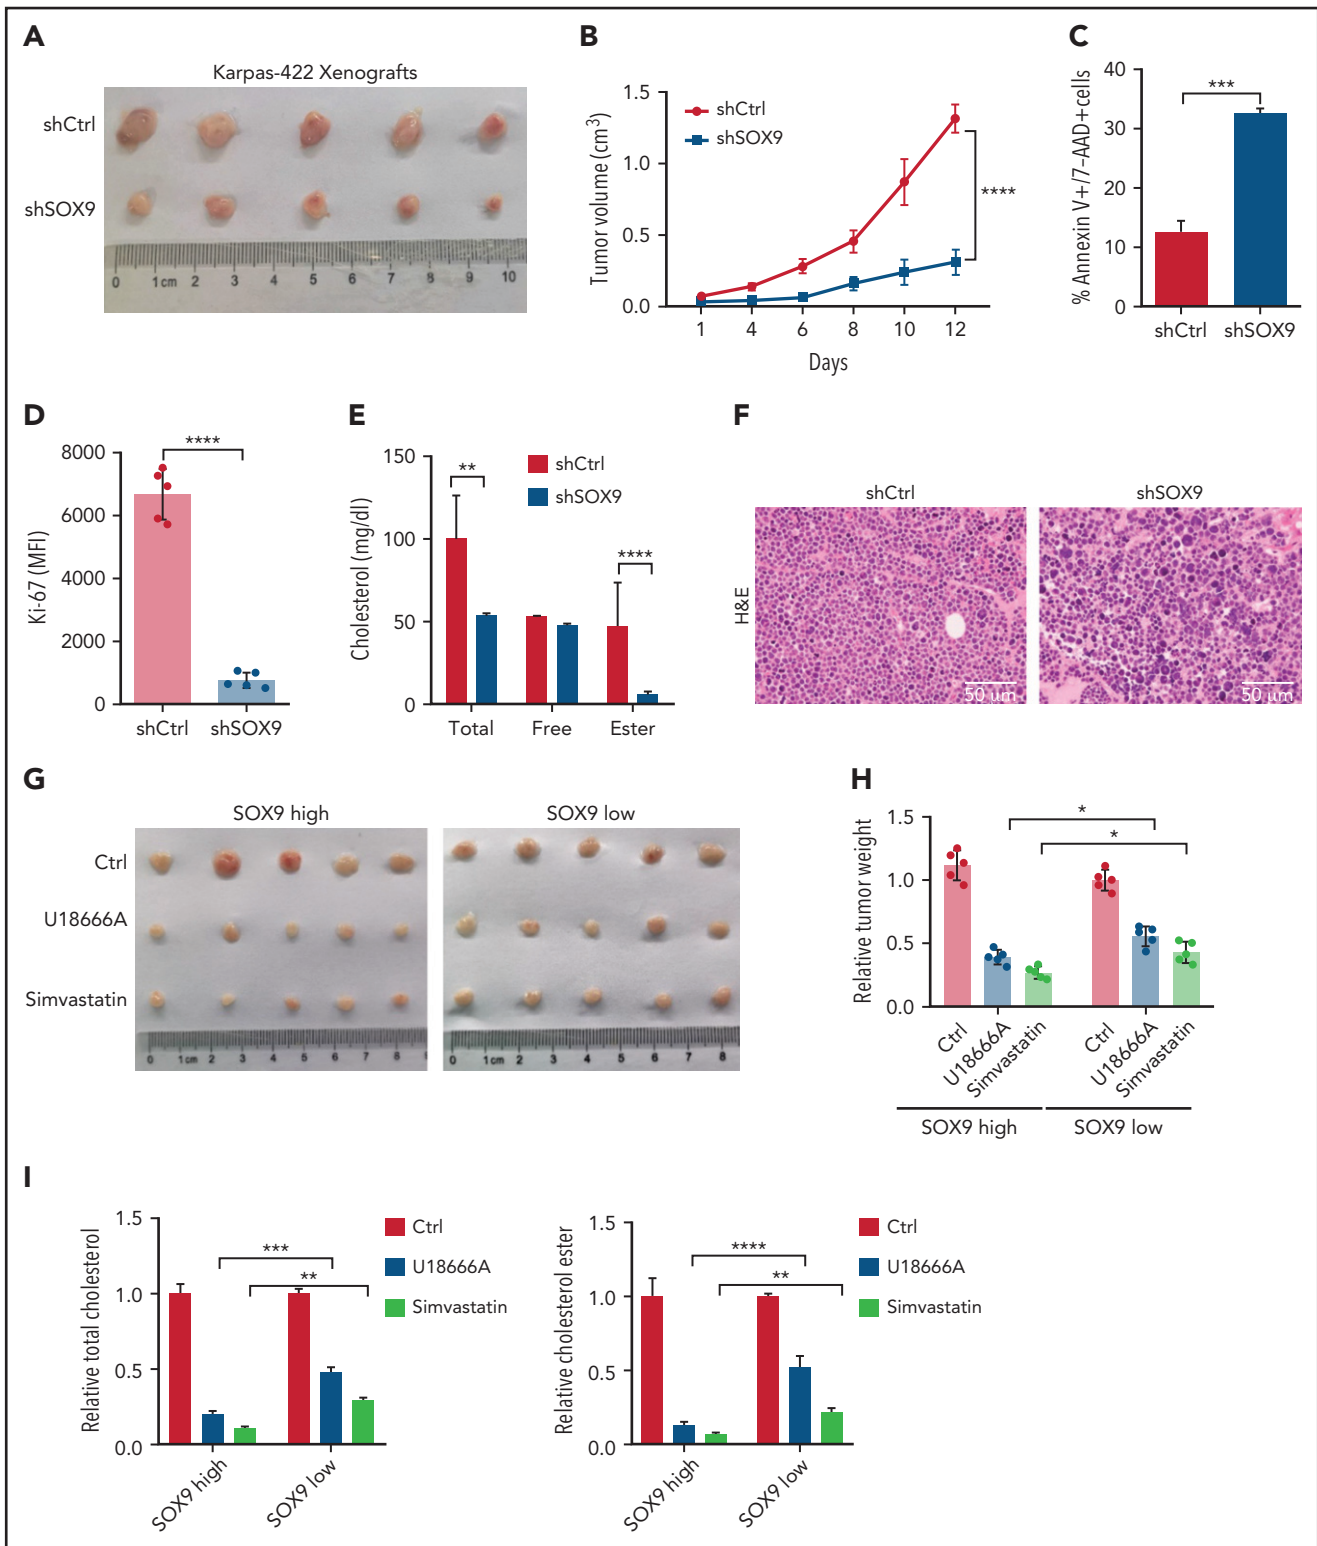 A
Karpas-422 Xenografts
shCtrl
shSOX9
0 1cm 2 3 4 5 6 7 8 9 10
B
Tumor volume (cm³)
1.5
1.0
0.5
0.0
shCtrl
shSOX9
****
1 4 6 8 10 12
Days
C
% Annexin V+/7-AAD+cells
40
30
20
10
0
***
shCtrl shSOX9
D
Ki-67 (MFI)
8000
6000
4000
2000
0
****
shCtrl shSOX9
E
Cholesterol (mg/dl)
150
100
50
0
shCtrl
shSOX9
**
****
Total Free Ester
F
shCtrl shSOX9
H&E
50 um 50 um
G
SOX9 high SOX9 low
Ctrl
U18666A
Simvastatin
0 1cm 2 3 4 5 6 7 8
0 1cm 2 3 4 5 6 7 8
H
Relative tumor weight
1.5
1.0
0.5
0.0
*
*
Ctrl U18666A Simvastatin Ctrl U18666A Simvastatin
SOX9 high SOX9 low
I
Relative total cholesterol
1.5
1.0
0.5
0.0
***
**
Ctrl
U18666A
Simvastatin
SOX9 high SOX9 low
Relative cholesterol ester
1.5
1.0
0.5
0.0
****
**
Ctrl
U18666A
Simvastatin
SOX9 high SOX9 low